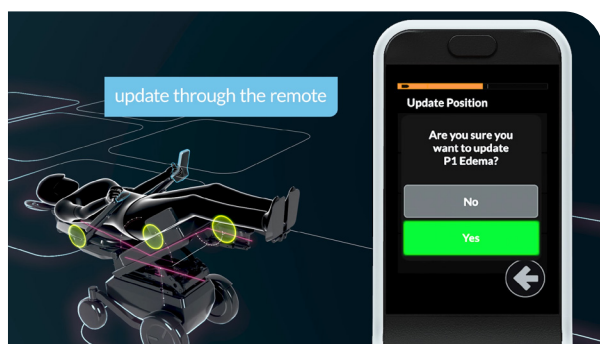 update through the remote
Update Position
Are you sure you
want to update
P1 Edema?
No
Yes